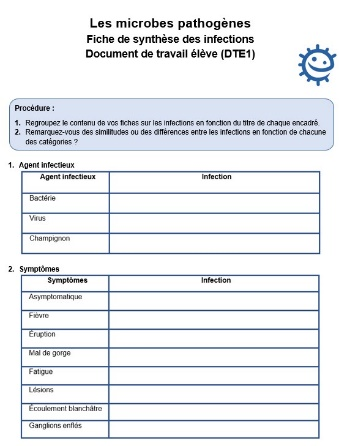 Les microbes pathogènes
Fiche de synthèse des infections
Document de travail élève (DTE1)
Procédure :
1. Regroupez le contenu de vos fiches sur les infections en fonction du titre de chaque encadré.
2. Remarquez-vous des similitudes ou des différences entre les infections en fonction de chacune
des catégories ?
1. Agent infectieux
Agent infectieux Infection
Bactérie
Virus
Champignon
2. Symptômes
Symptômes Infection
Asymptomatique
Fièvre
Éruption
Mal de gorge
Fatigue
Lésions
Écoulement blanchâtre
Ganglions enflés